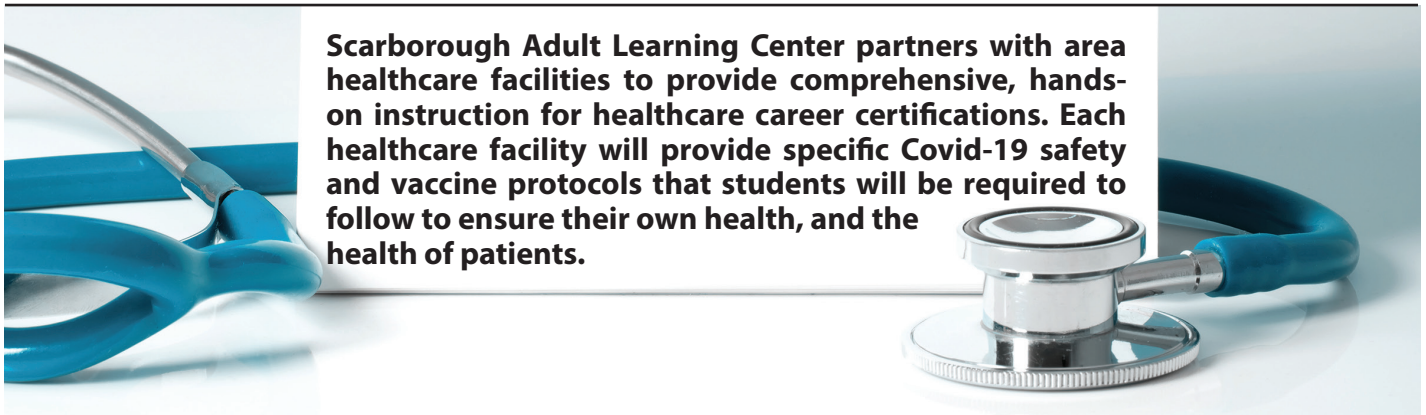 Scarborough Adult Learning Center partners with area
healthcare facilities to provide comprehensive, hands-
on instruction for healthcare career certifications. Each
healthcare facility will provide specific Covid-19 safety
and vaccine protocols that students will be required to
follow to ensure their own health, and the
health of patients.